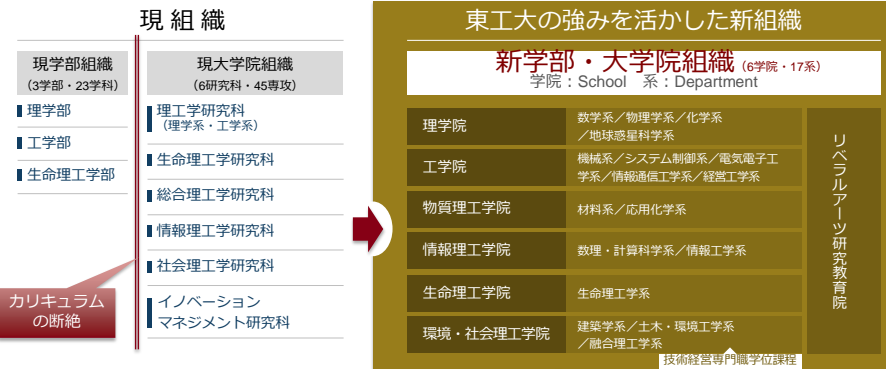 現 組 織
現学部組織
(3学部・23学科)
理学部
工学部
生命理工学部
現大学院組織
(6研究科・45専攻)
理工学研究科
(理学系・工学系)
生命理工学研究科
総合理工学研究科
情報理工学研究科
社会理工学研究科
イノベーション
マネジメント研究科
カリキュラム
の断絶
東工大の強みを活かした新組織
新学部・大学院組織 (6学院・17系)
学院：School　系：Department
理学院
数学系／物理学系／化学系
／地球惑星科学系
工学院
機械系／システム制御系／電気電子工
学系／情報通信工学系／経営工学系
物質理工学院
材料系／応用化学系
情報理工学院
数理・計算科学系／情報工学系
生命理工学院
生命理工学系
環境・社会理工学院
建築学系／土木・環境工学系
／融合理工学系
技術経営専門職学位課程
リベラルアーツ研究教育院